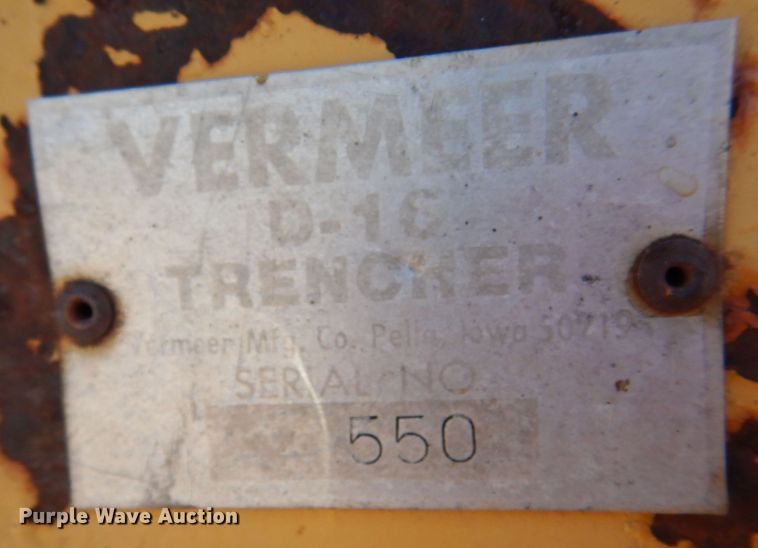 VERMEER
D-16
TRENCHER
Vermeer Mfg. Co. Pella, Iowa 50219
SERIAL NO.
550
Purple Wave Auction